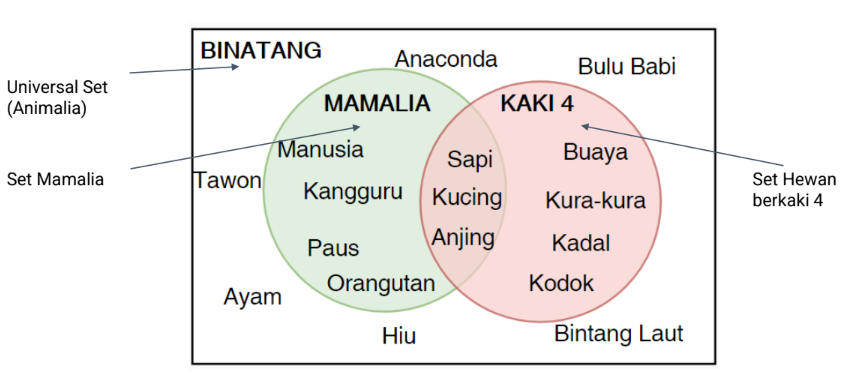 BINATANG
Anaconda
Bulu Babi
Universal Set
(Animalia)
MAMALIA
KAKI 4
Manusia
Sapi
Buaya
Set Mamalia
Tawon
Kangguru
Kucing
Kura-kura
Set Hewan
berkaki 4
Paus
Anjing
Kadal
Orangutan
Kodok
Ayam
Hiu
Bintang Laut